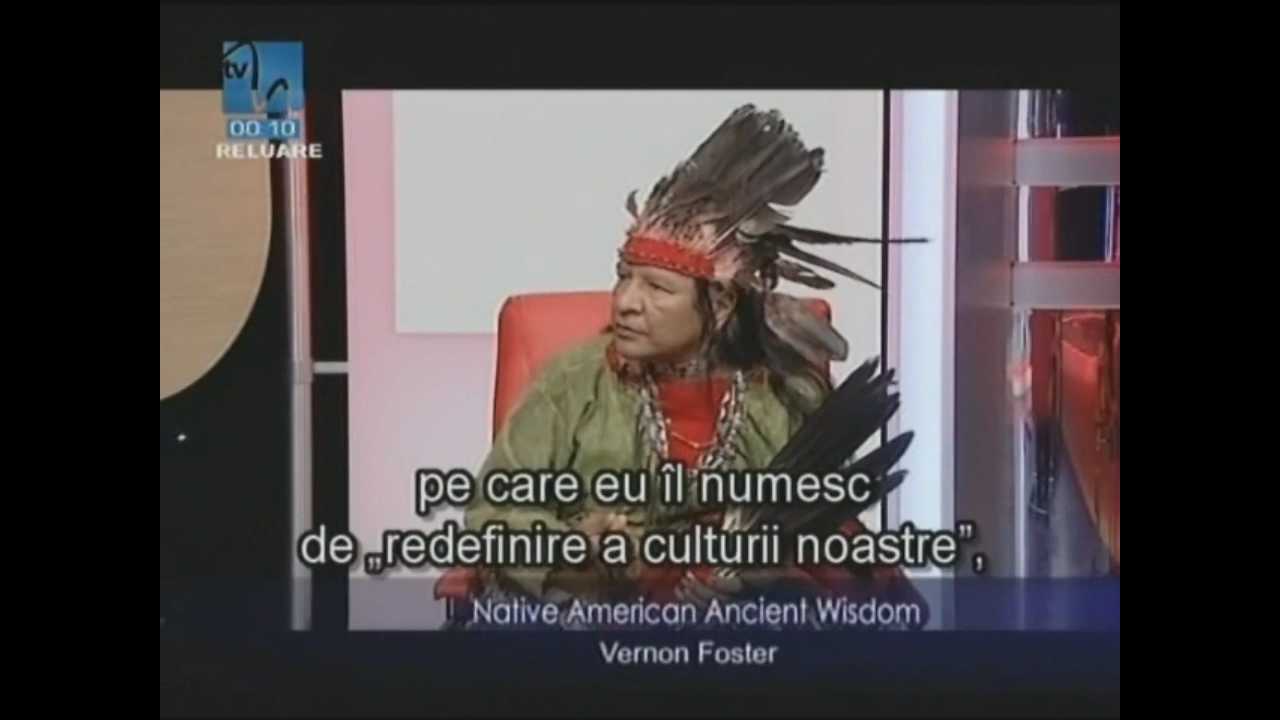 tv
00:10
RELUARE
pe care eu îl numesc
de „redefinire a culturii noastre”,
Native American Ancient Wisdom
Vernon Foster